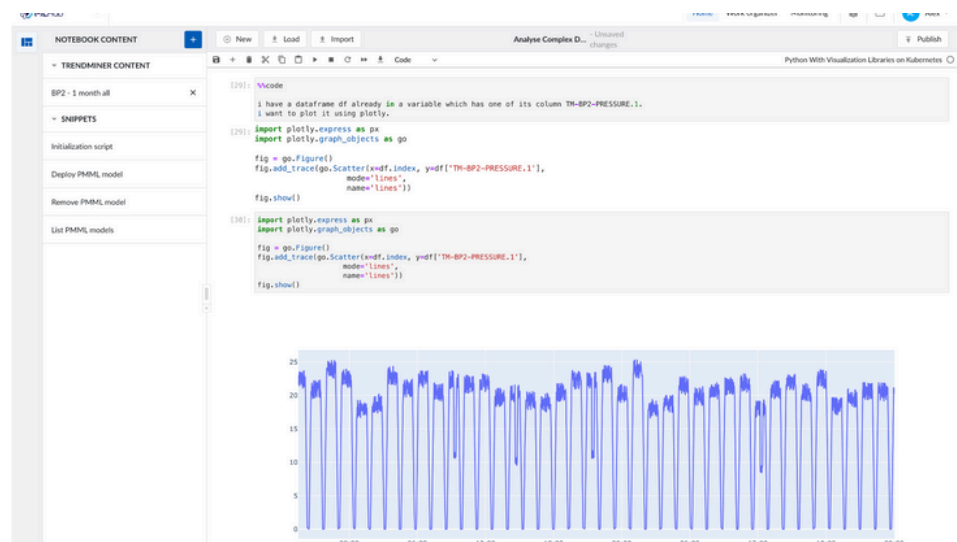 Home Work Organizer Monitoring Alex
NOTEBOOK CONTENT + New Load Import Analyse Complex D... - Unsaved changes Publish
TRENDMINER CONTENT
Code
Python With Visualization Libraries on Kubernetes
BP2 - 1 month all
SNIPPETS
Initialization script
Deploy PMML model
Remove PMML model
List PMML models
[29]: %%code
i have a dataframe df already in a variable which has one of its column TM-BP2-PRESSURE.1.
i want to plot it using plotly.
[29]: import plotly.express as px
import plotly.graph_objects as go
fig = go.Figure()
fig.add_trace(go.Scatter(x=df.index, y=df['TM-BP2-PRESSURE.1'],
mode='lines',
name='lines'))
fig.show()
[30]: import plotly.express as px
import plotly.graph_objects as go
fig = go.Figure()
fig.add_trace(go.Scatter(x=df.index, y=df['TM-BP2-PRESSURE.1'],
mode='lines',
name='lines'))
fig.show()
25
20
15
10
5
0